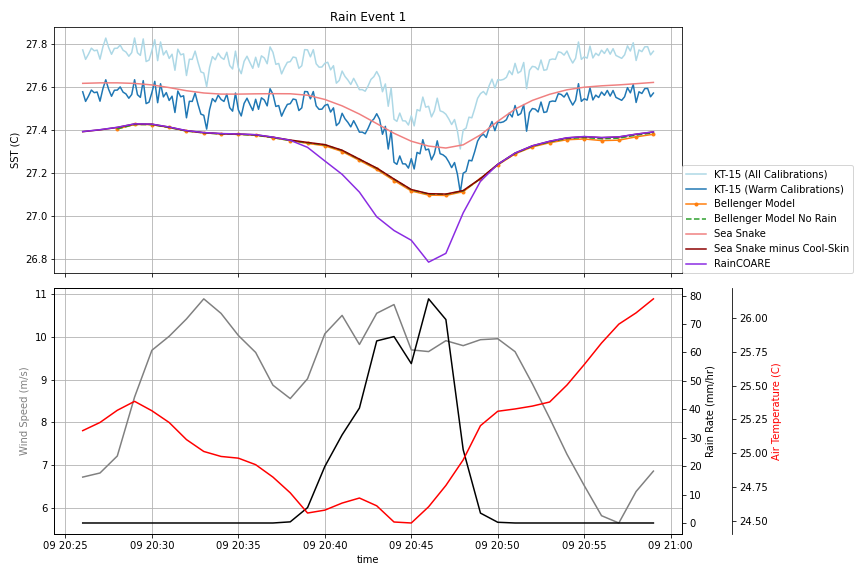 Rain Event 1
27.8
27.6
27.4
27.2
27.0
26.8
SST (C)
KT-15 (All Calibrations)
KT-15 (Warm Calibrations)
Bellenger Model
Bellenger Model No Rain
Sea Snake
Sea Snake minus Cool-Skin
RainCOARE
11
10
9
8
7
6
Wind Speed (m/s)
80
70
60
50
40
30
20
10
0
Rain Rate (mm/hr)
26.00
25.75
25.50
25.25
25.00
24.75
24.50
Air Temperature (C)
09 20:25 09 20:30 09 20:35 09 20:40 09 20:45 09 20:50 09 20:55 09 21:00
time